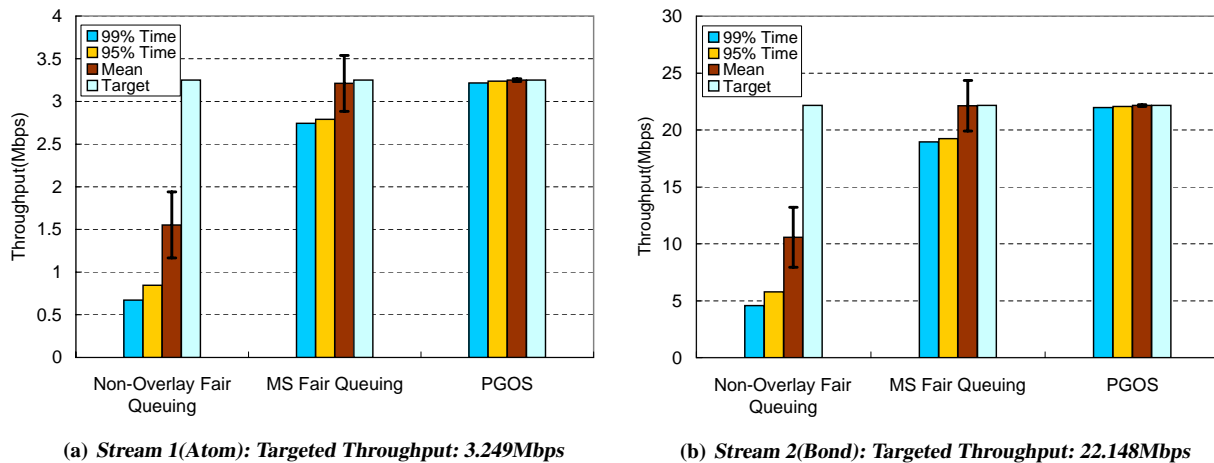 4
3.5
3
2.5
2
1.5
1
0.5
0
Throughput(Mbps)
99% Time
95% Time
Mean
Target
Non-Overlay Fair
Queuing
MS Fair Queuing
PGOS
(a) Stream 1(Atom): Targeted Throughput: 3.249Mbps
30
25
20
15
10
5
0
Throughput(Mbps)
99% Time
95% Time
Mean
Target
Non-Overlay Fair
Queuing
MS Fair Queuing
PGOS
(b) Stream 2(Bond): Targeted Throughput: 22.148Mbps